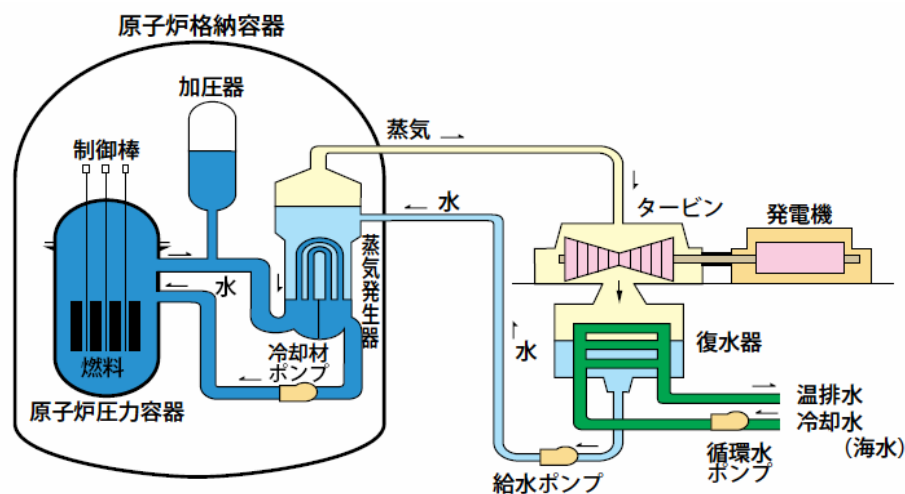 原子炉格納容器
加圧器
制御棒
蒸気
水
タービン
発電機
水
蒸気発生器
水
復水器
燃料
冷却材
ポンプ
原子炉圧力容器
温排水
冷却水
(海水)
循環水
ポンプ
給水ポンプ